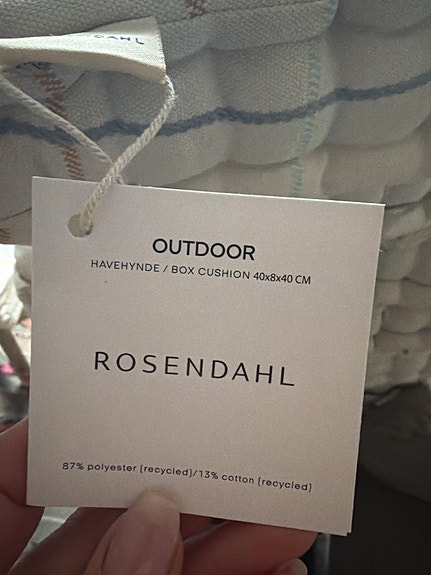 OUTDOOR
HAVEHYNDE / BOX CUSHION 40x8x40 CM
ROSENDAHL
87% polyester (recycled)/13% cotton (recycled)